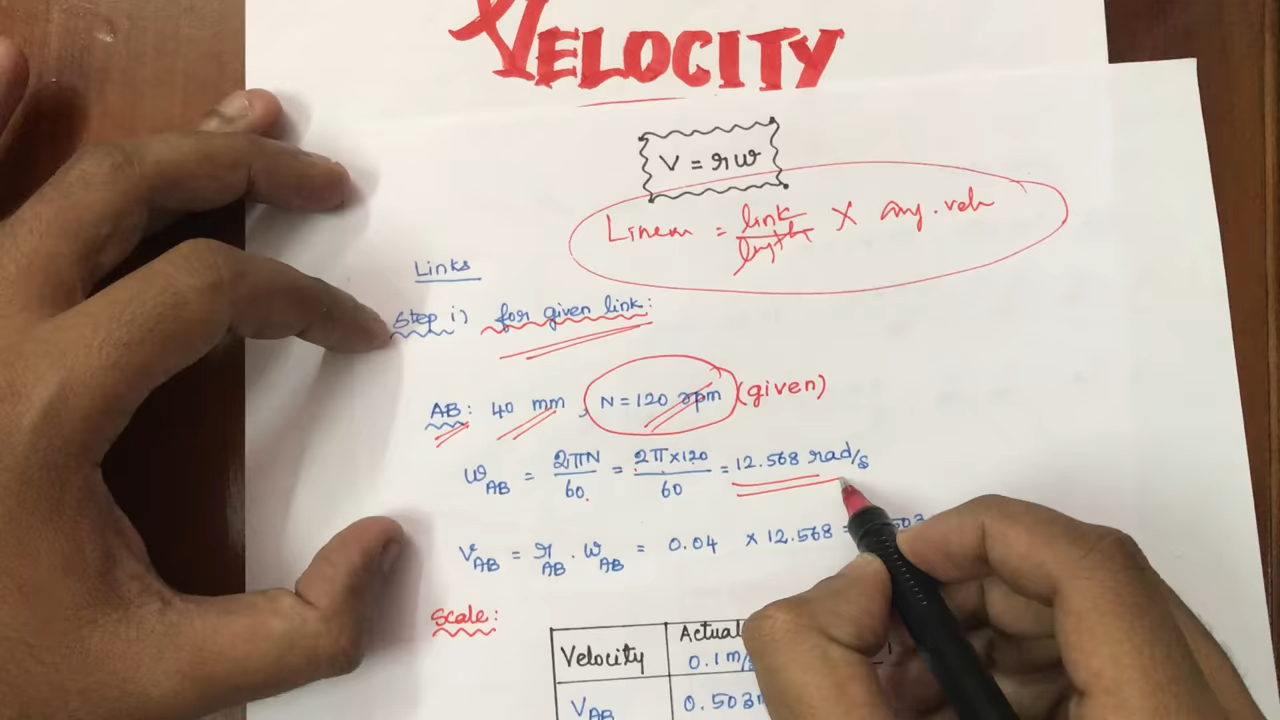 VELOCITY
V = rω
Linear = link length × ang. vel
Links
Step i) for given link:
AB: 40 mm, N = 120 rpm (given)
ω_AB = 2πN/60 = 2π×120/60 = 12.568 rad/s
V_AB = r_AB . ω_AB = 0.04 × 12.568 = 503
Scale:
Velocity Actual 0.1 m/
V_AB 0.503